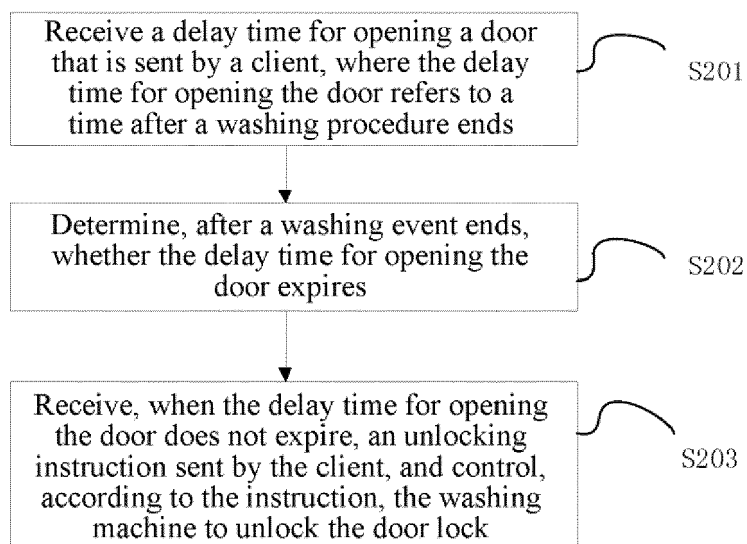 Receive a delay time for opening a door
that is sent by a client, where the delay
time for opening the door refers to a
time after a washing procedure ends
S201
Determine, after a washing event ends,
whether the delay time for opening the
door expires
S202
Receive, when the delay time for opening
the door does not expire, an unlocking
instruction sent by the client, and control,
according to the instruction, the washing
machine to unlock the door lock
S203